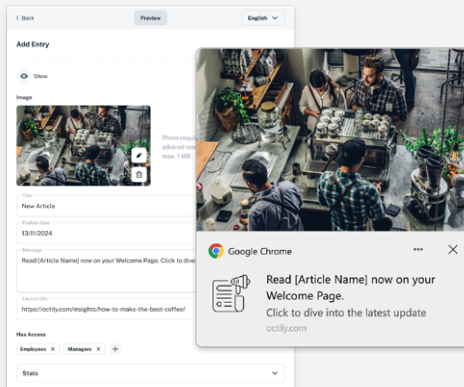 Back
Preview
English
Add Entry
Show
Image
Photo requi
max. 1 MB
Title
New Article
Publish Date
13/11/2024
Message
Read [Article Name] now on your Welcome Page. Click to dive
Launch URL
https://octily.com/insights/how-to-make-the-best-coffee/
Has Access
Employees
Managers
Stats
Google Chrome
Read [Article Name] now on your
Welcome Page.
Click to dive into the latest update
octily.com